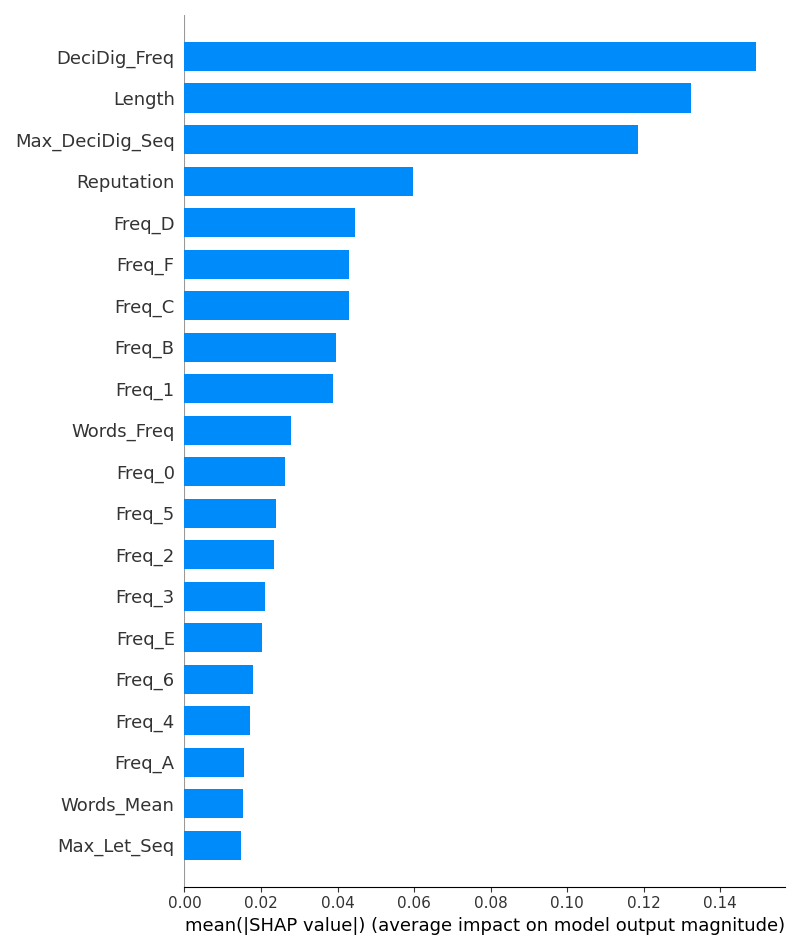 DeciDig_Freq
Length
Max_DeciDig_Seq
Reputation
Freq_D
Freq_F
Freq_C
Freq_B
Freq_1
Words_Freq
Freq_0
Freq_5
Freq_2
Freq_3
Freq_E
Freq_6
Freq_4
Freq_A
Words_Mean
Max_Let_Seq
0.00 0.02 0.04 0.06 0.08 0.10 0.12 0.14
mean(|SHAP value|) (average impact on model output magnitude)